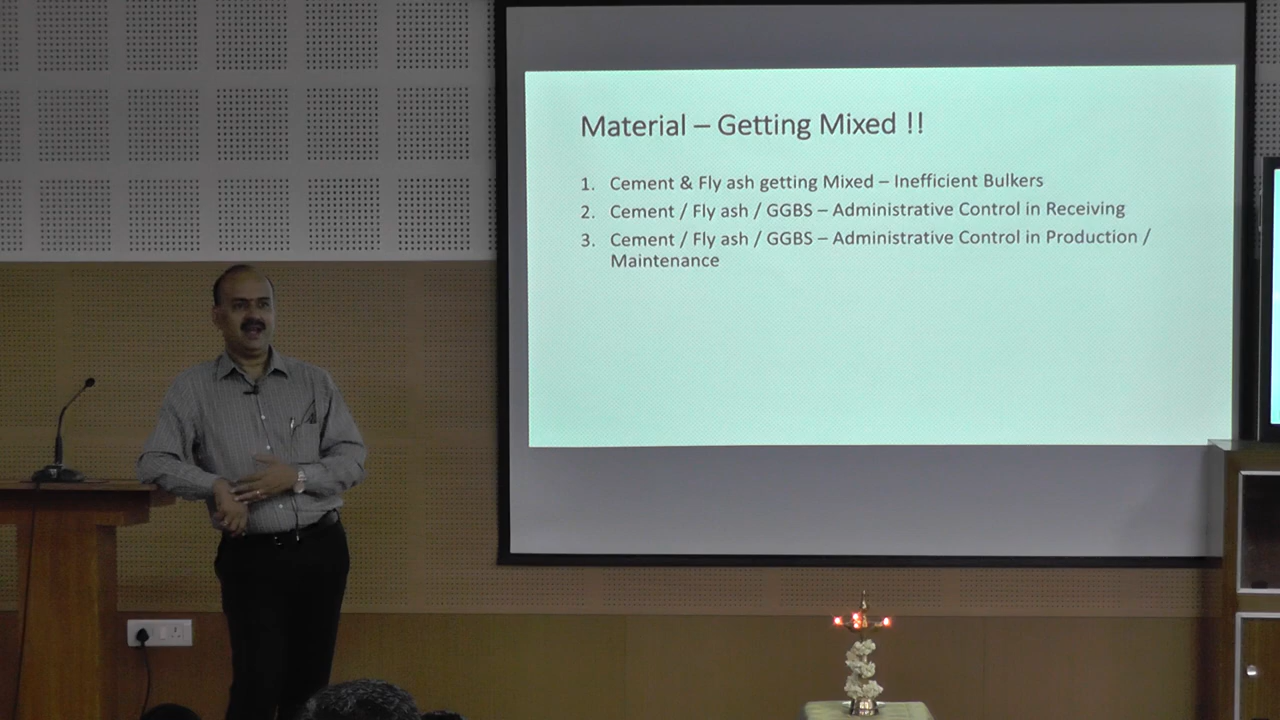 Material – Getting Mixed !!
1. Cement & Fly ash getting Mixed – Inefficient Bulkers
2. Cement / Fly ash / GGBS – Administrative Control in Receiving
3. Cement / Fly ash / GGBS – Administrative Control in Production /
Maintenance